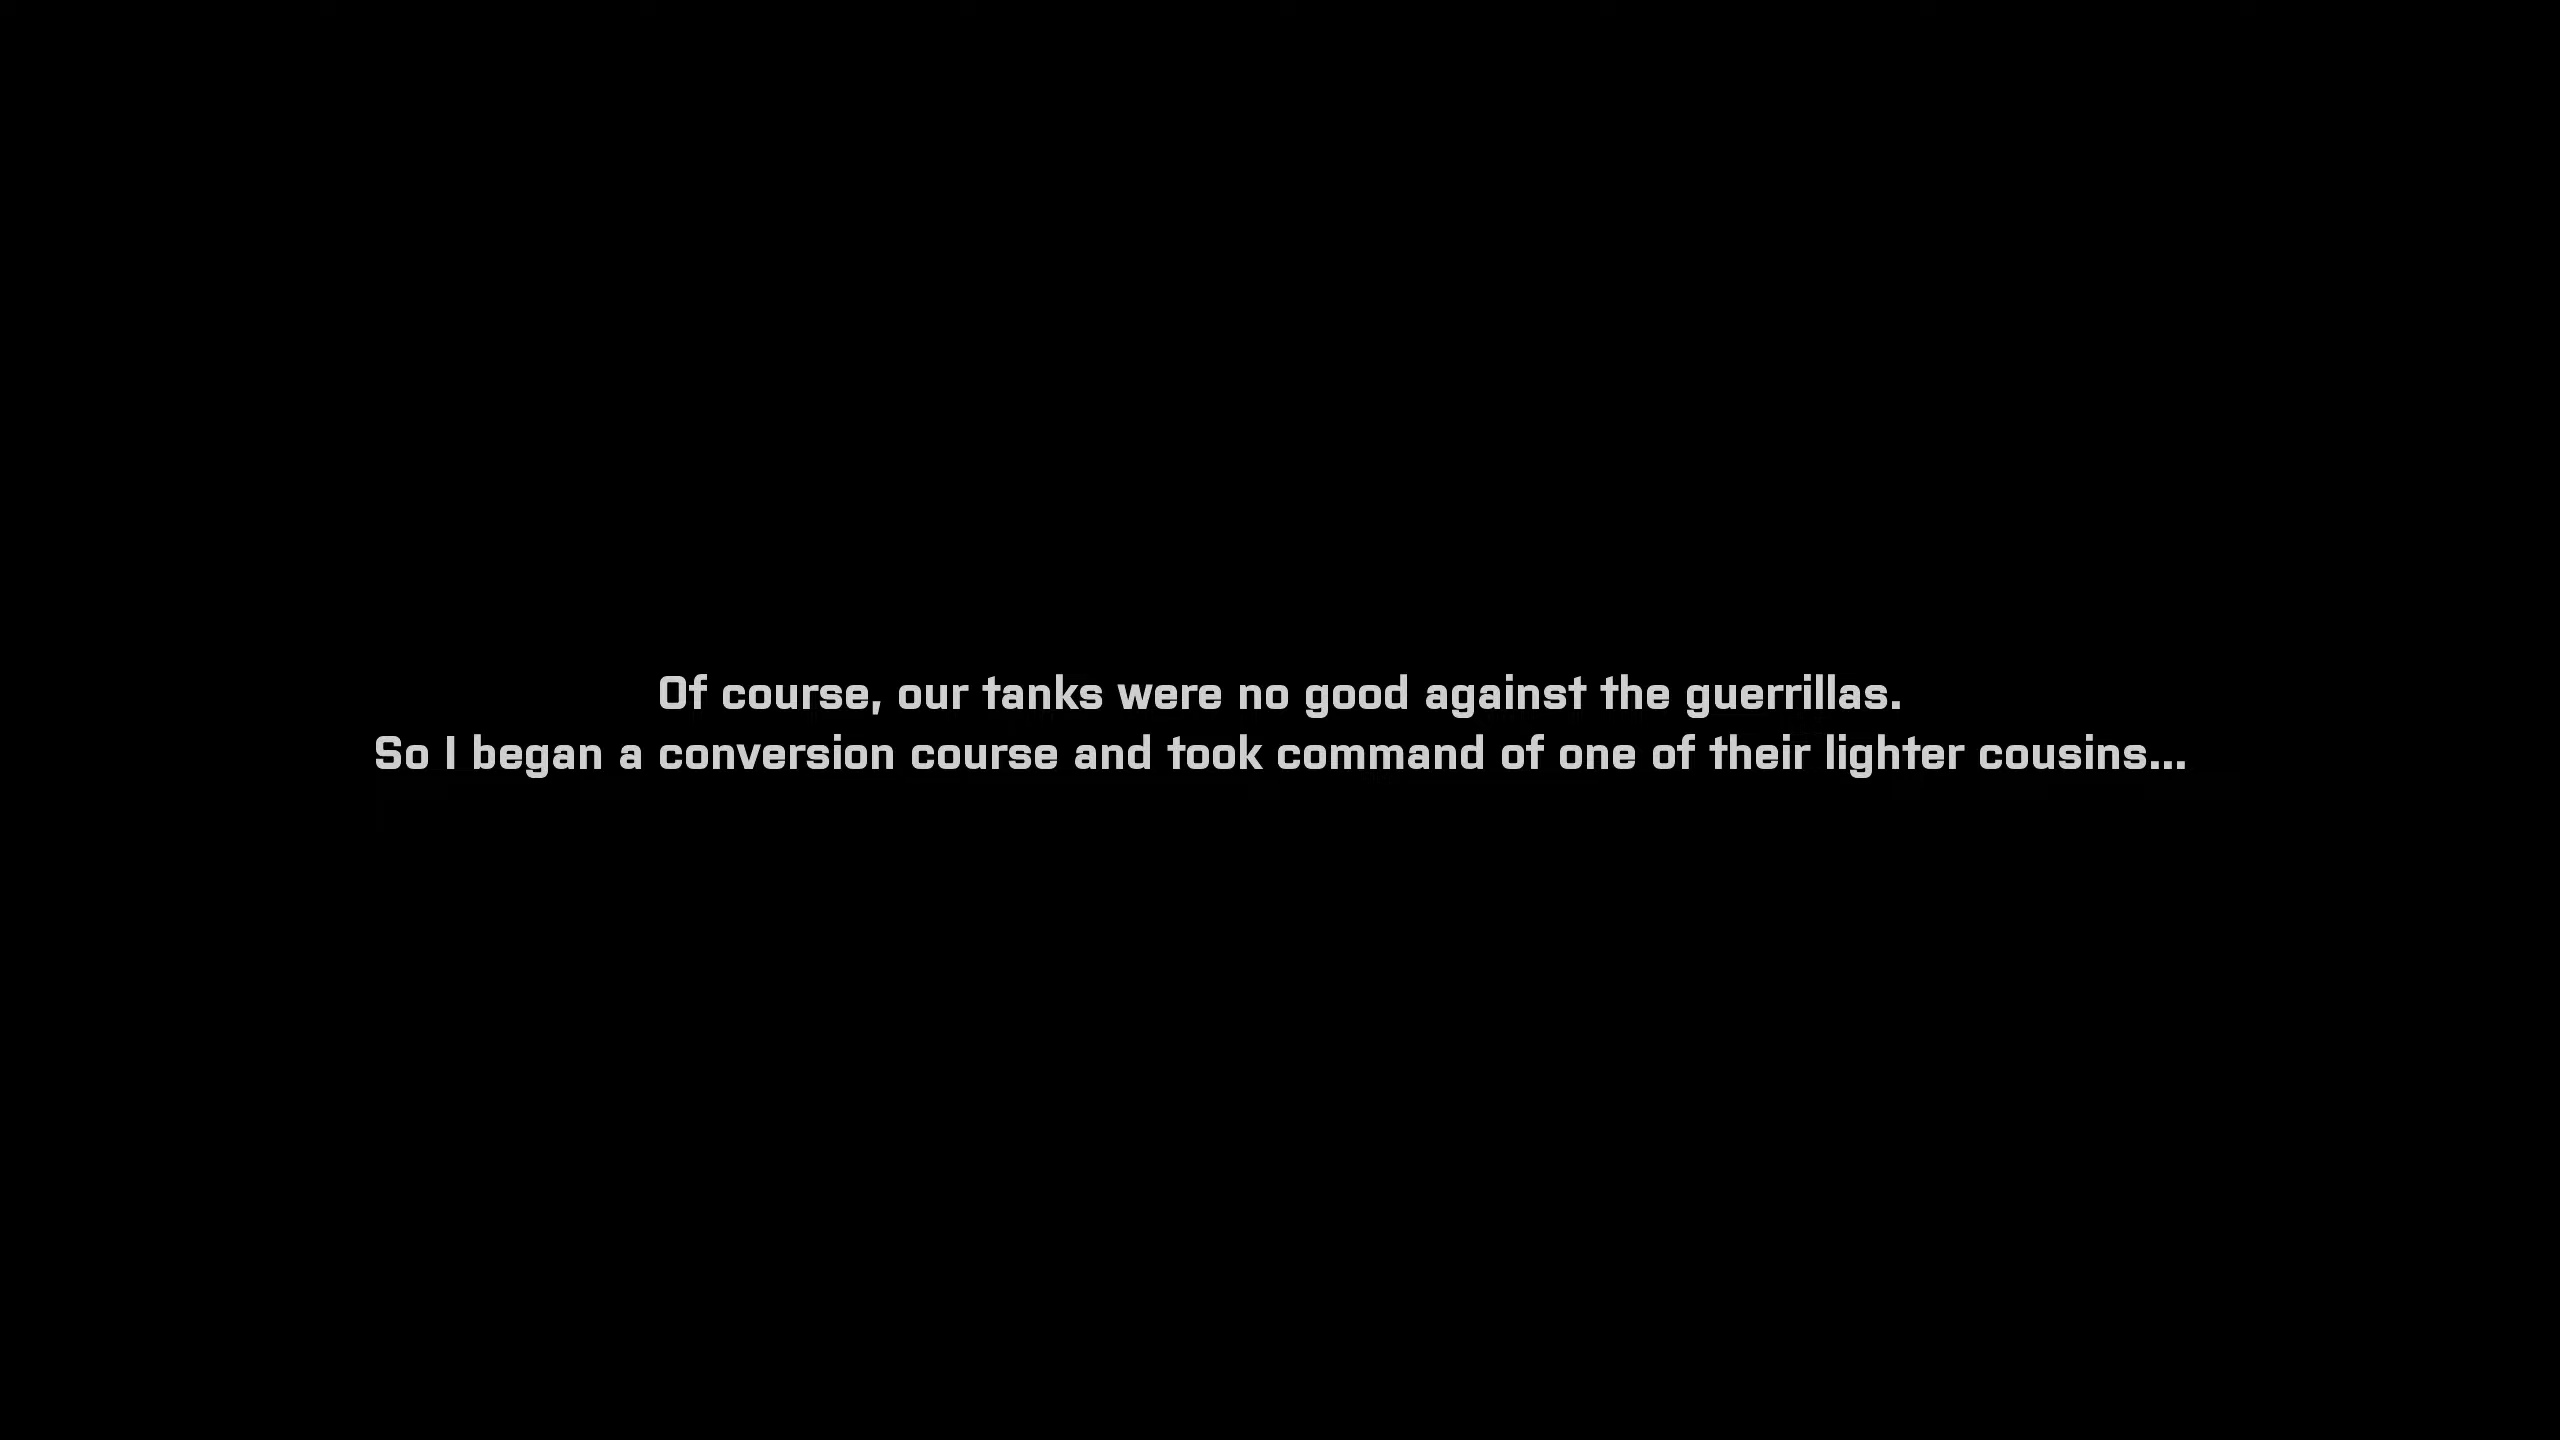 Of course, our tanks were no good against the guerrillas.
So I began a conversion course and took command of one of their lighter cousins...